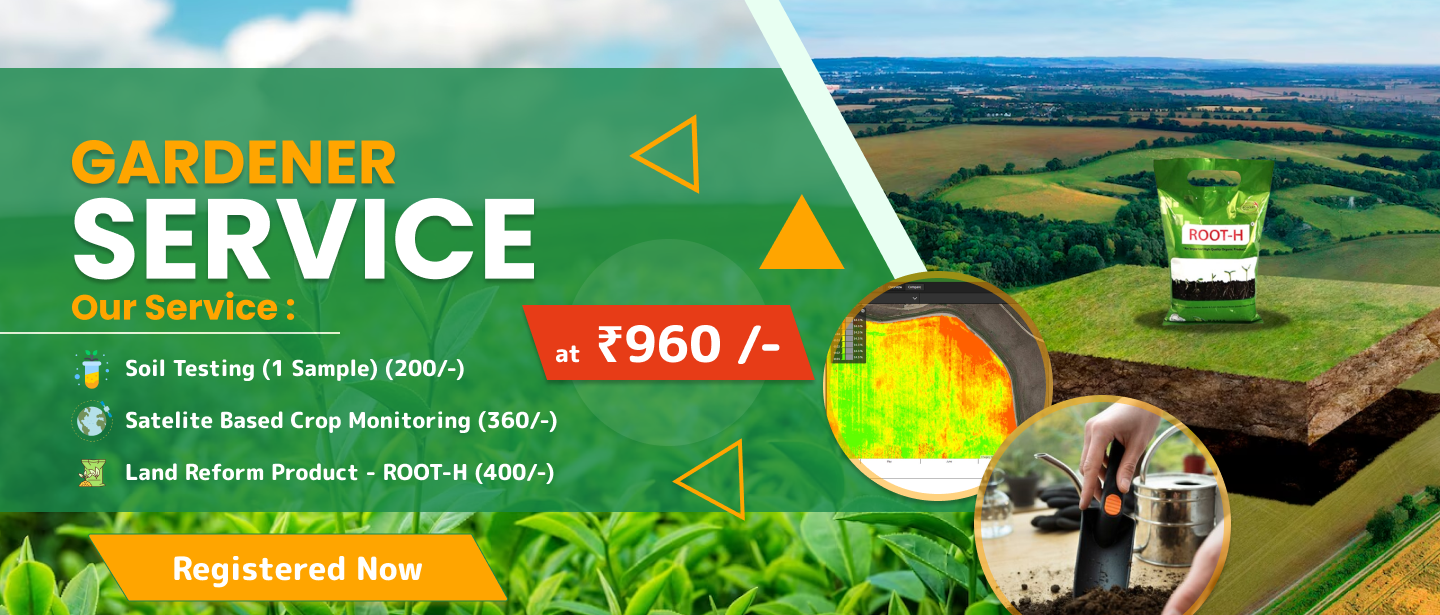 GARDENER
SERVICE
Our Service :
Soil Testing (1 Sample) (200/-)
Satelite Based Crop Monitoring (360/-)
Land Reform Product - ROOT-H (400/-)
at ₹960 /-
Registered Now
ROOT-H